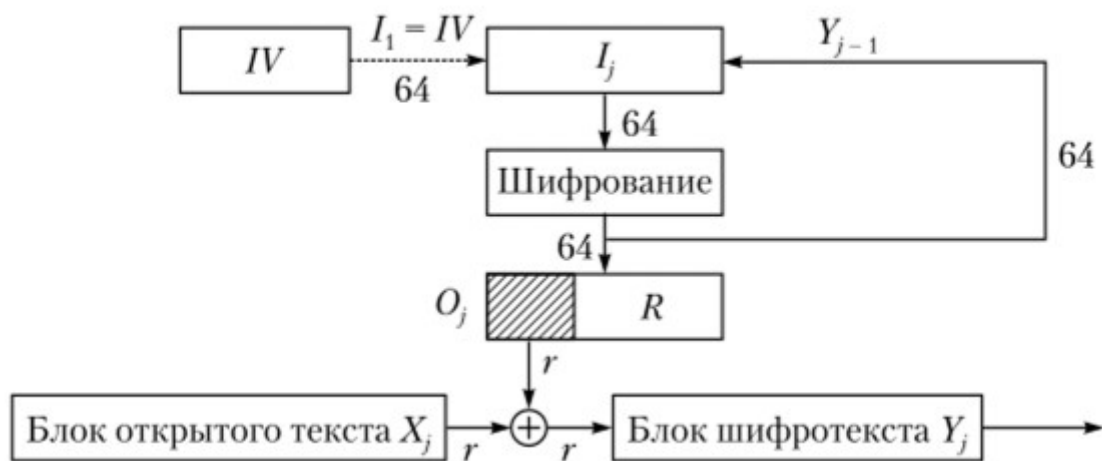 I₁ = IV
Yⱼ₋₁
IV
Iⱼ
64
64
64
Шифрование
64
Oⱼ
R
r
Блок открытого текста Xⱼ
r
r
Блок шифротекста Yⱼ